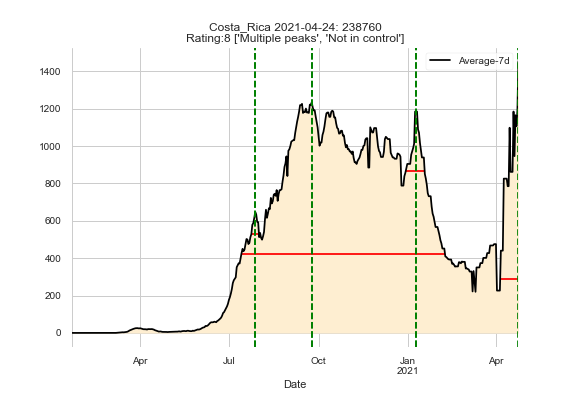 Costa_Rica 2021-04-24: 238760
Rating:8 ['Multiple peaks', 'Not in control']
Average-7d
1400
1200
1000
800
600
400
200
0
Apr
Jul
Oct
Jan
2021
Apr
Date